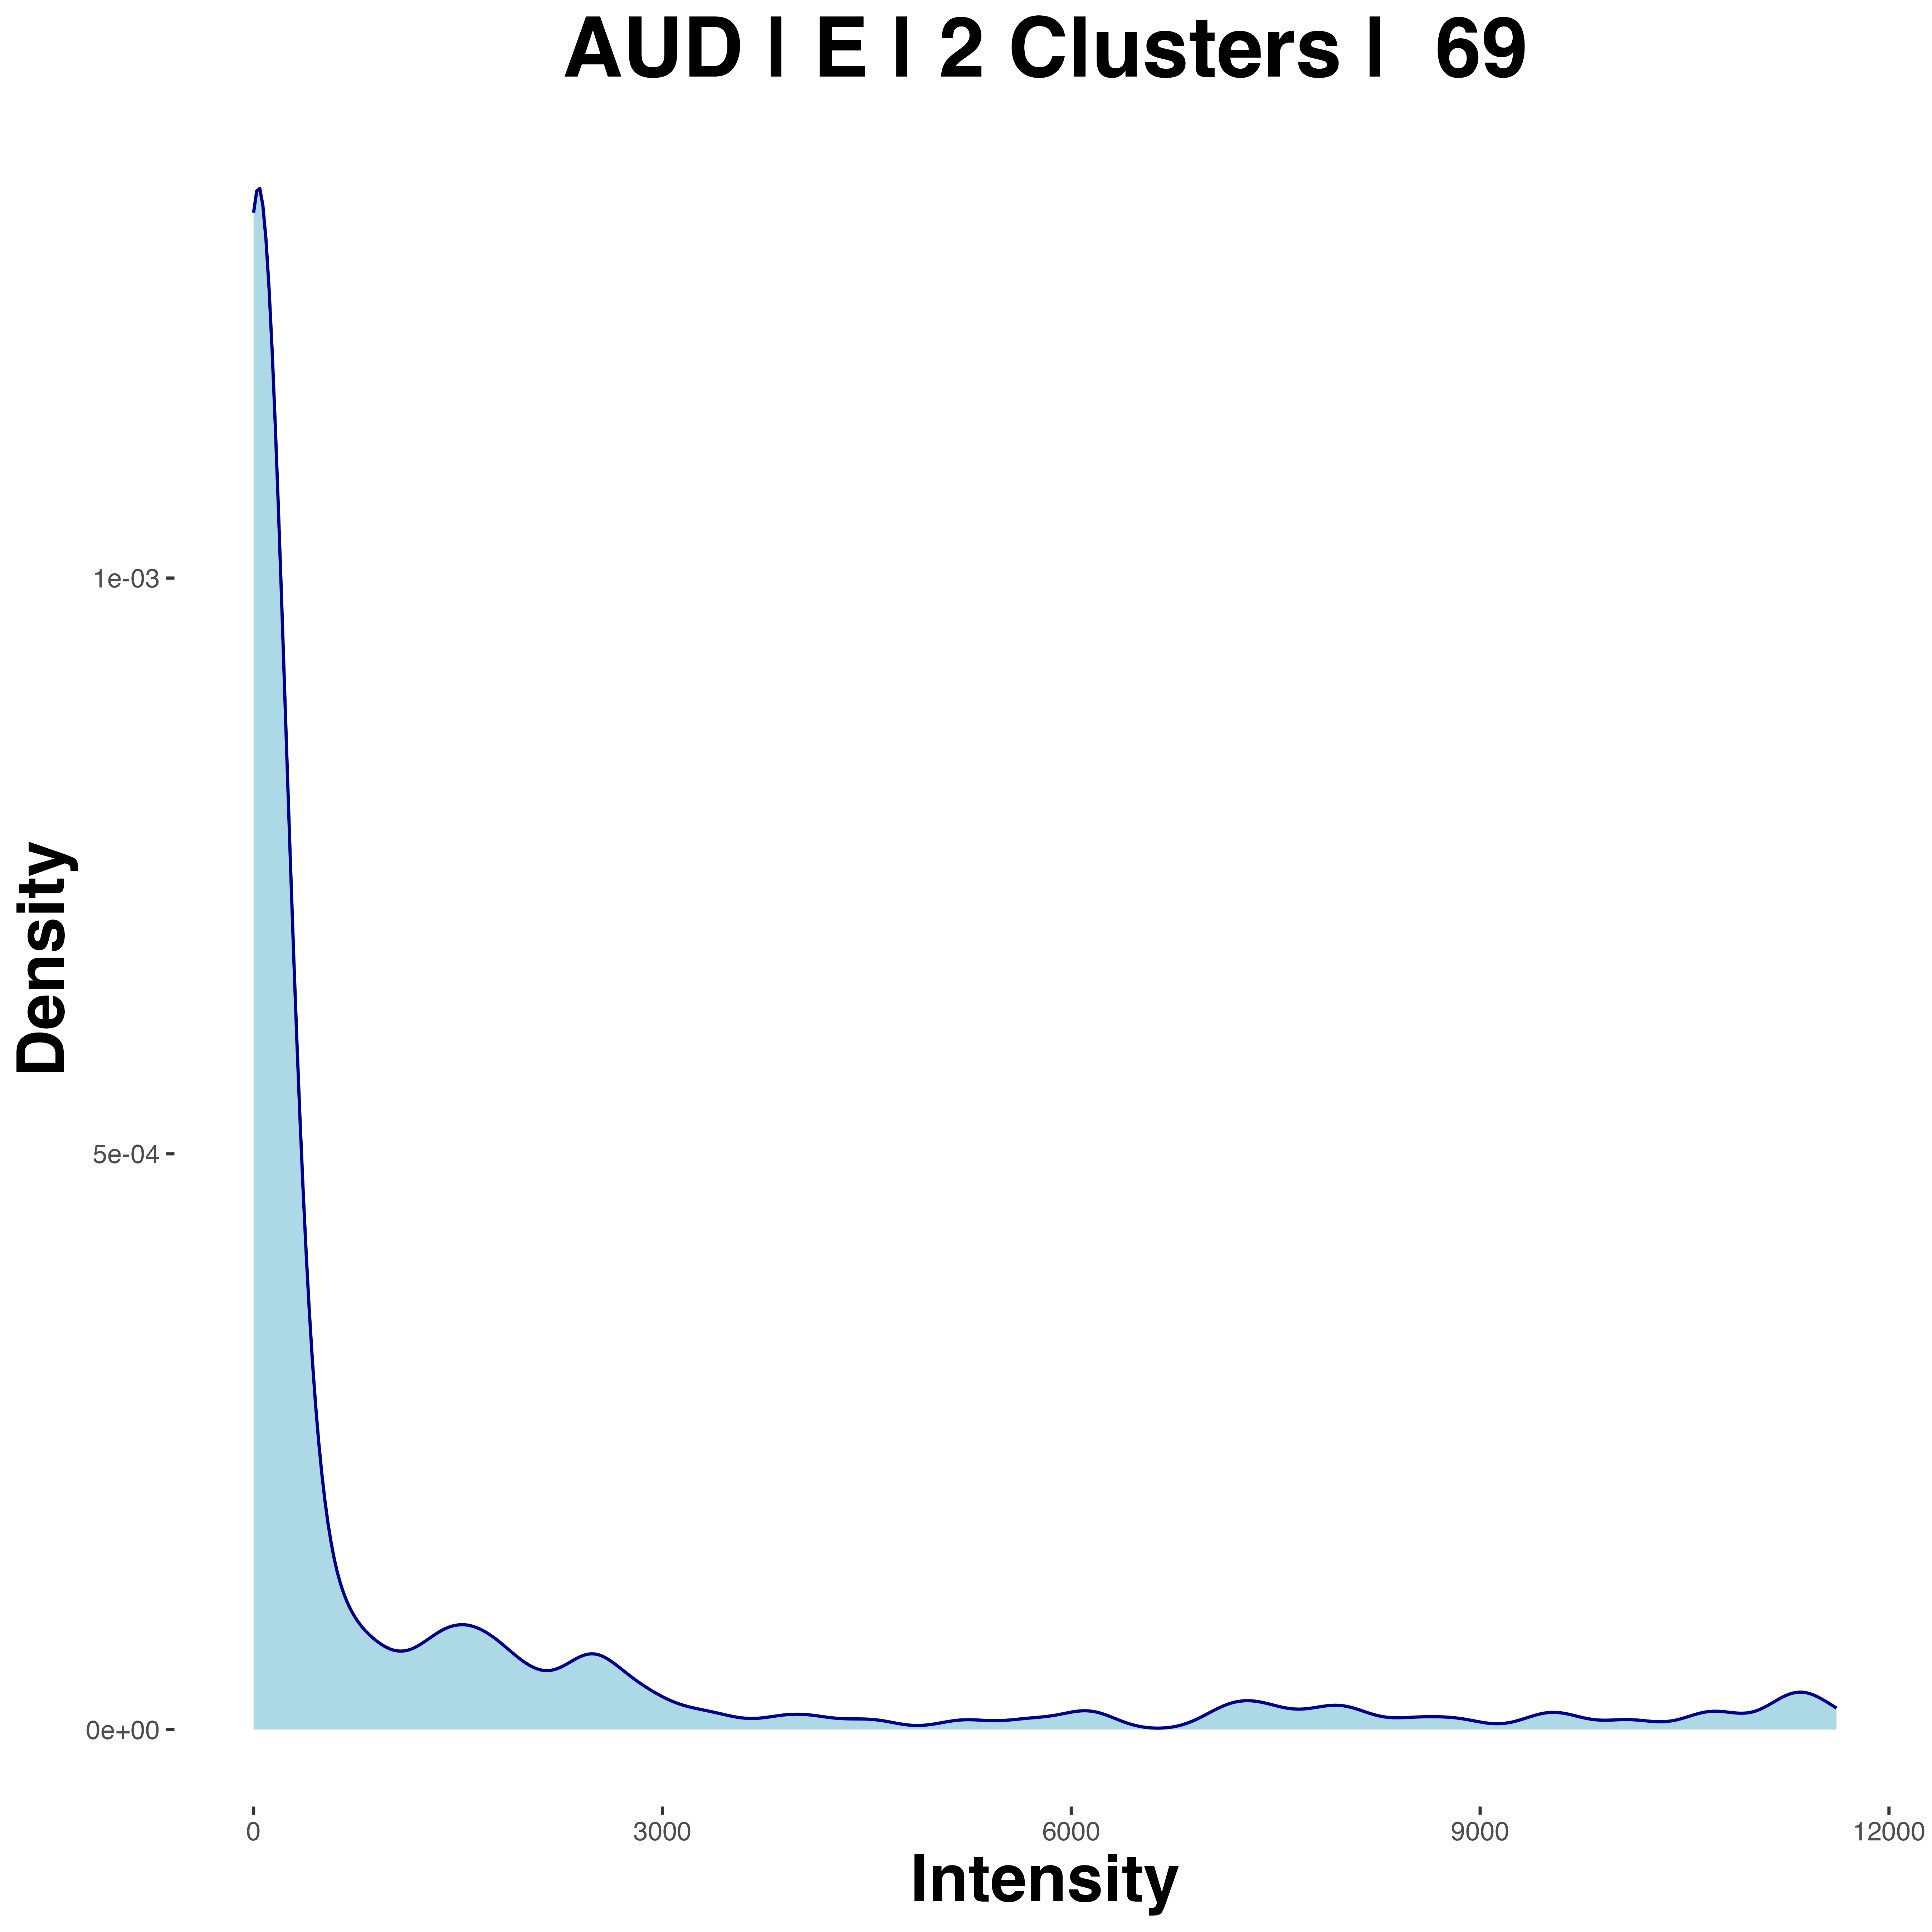 AUD | E | 2 Clusters | 69
1e-03
5e-04
0e+00
Density
0 3000 6000 9000 12000
Intensity